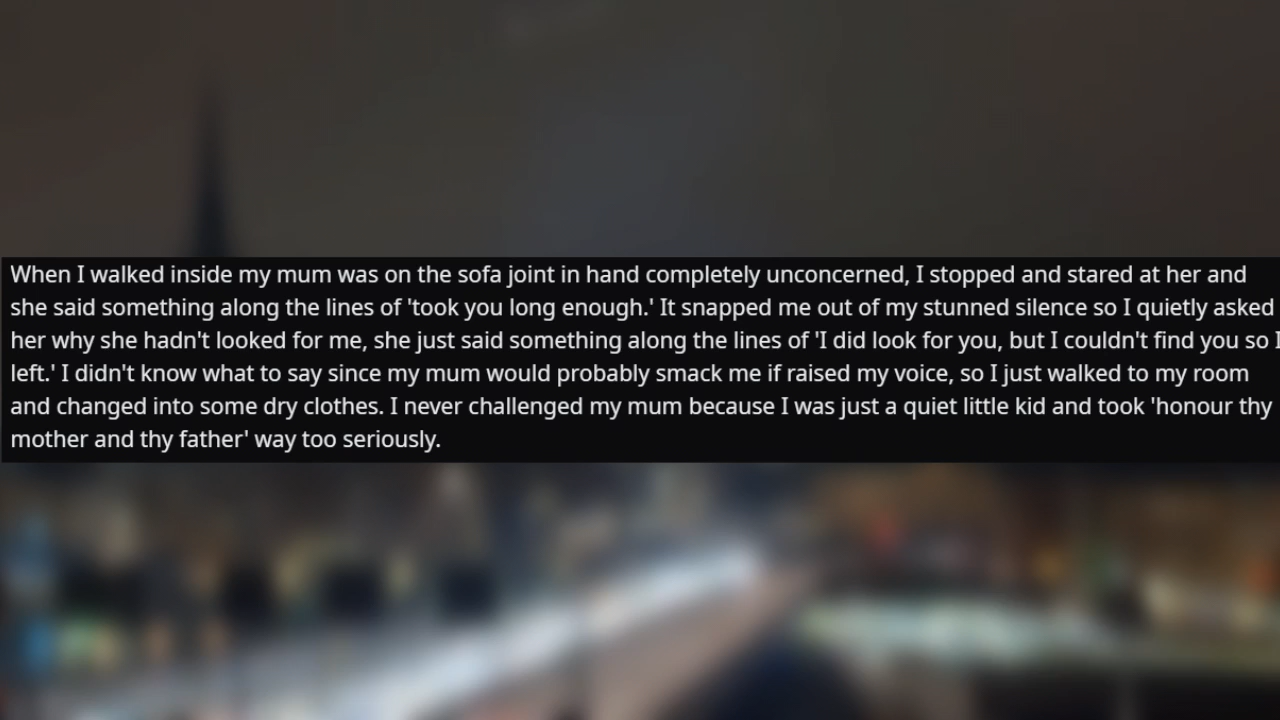 When I walked inside my mum was on the sofa joint in hand completely unconcerned, I stopped and stared at her and
she said something along the lines of 'took you long enough.' It snapped me out of my stunned silence so I quietly asked
her why she hadn't looked for me, she just said something along the lines of 'I did look for you, but I couldn't find you so I
left.' I didn't know what to say since my mum would probably smack me if raised my voice, so I just walked to my room
and changed into some dry clothes. I never challenged my mum because I was just a quiet little kid and took 'honour thy
mother and thy father' way too seriously.